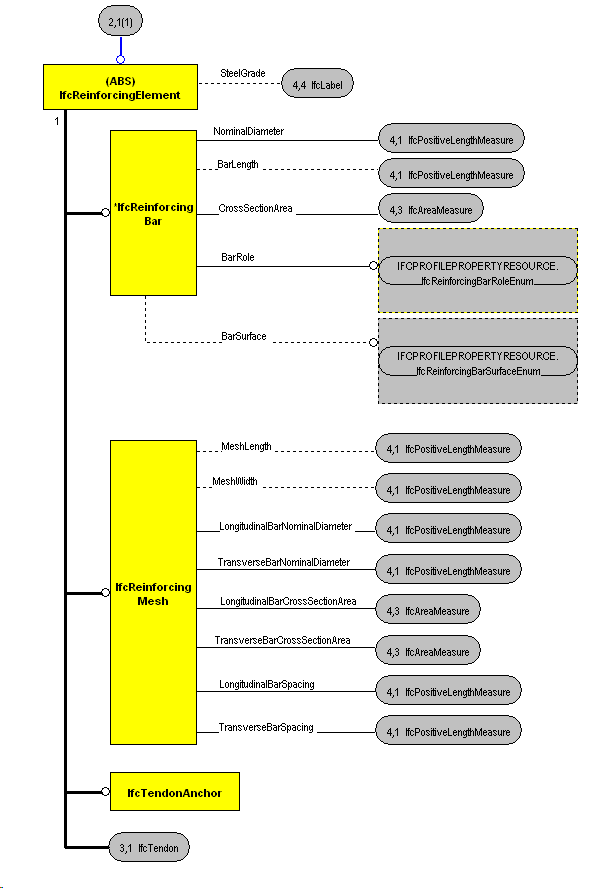 2,1(1)
(ABS)
IfcReinforcingElement
SteelGrade
4,4 IfcLabel
1
*IfcReinforcing
Bar
NominalDiameter
4,1 IfcPositiveLengthMeasure
BarLength
4,1 IfcPositiveLengthMeasure
CrossSectionArea
4,3 IfcAreaMeasure
BarRole
IFCPROFILEPROPERTYRESOURCE.
IfcReinforcingBarRoleEnum
BarSurface
IFCPROFILEPROPERTYRESOURCE.
IfcReinforcingBarSurfaceEnum
IfcReinforcing
Mesh
MeshLength
4,1 IfcPositiveLengthMeasure
MeshWidth
4,1 IfcPositiveLengthMeasure
LongitudinalBarNominalDiameter
4,1 IfcPositiveLengthMeasure
TransverseBarNominalDiameter
4,1 IfcPositiveLengthMeasure
LongitudinalBarCrossSectionArea
4,3 IfcAreaMeasure
TransverseBarCrossSectionArea
4,3 IfcAreaMeasure
LongitudinalBarSpacing
4,1 IfcPositiveLengthMeasure
TransverseBarSpacing
4,1 IfcPositiveLengthMeasure
IfcTendonAnchor
3,1 IfcTendon